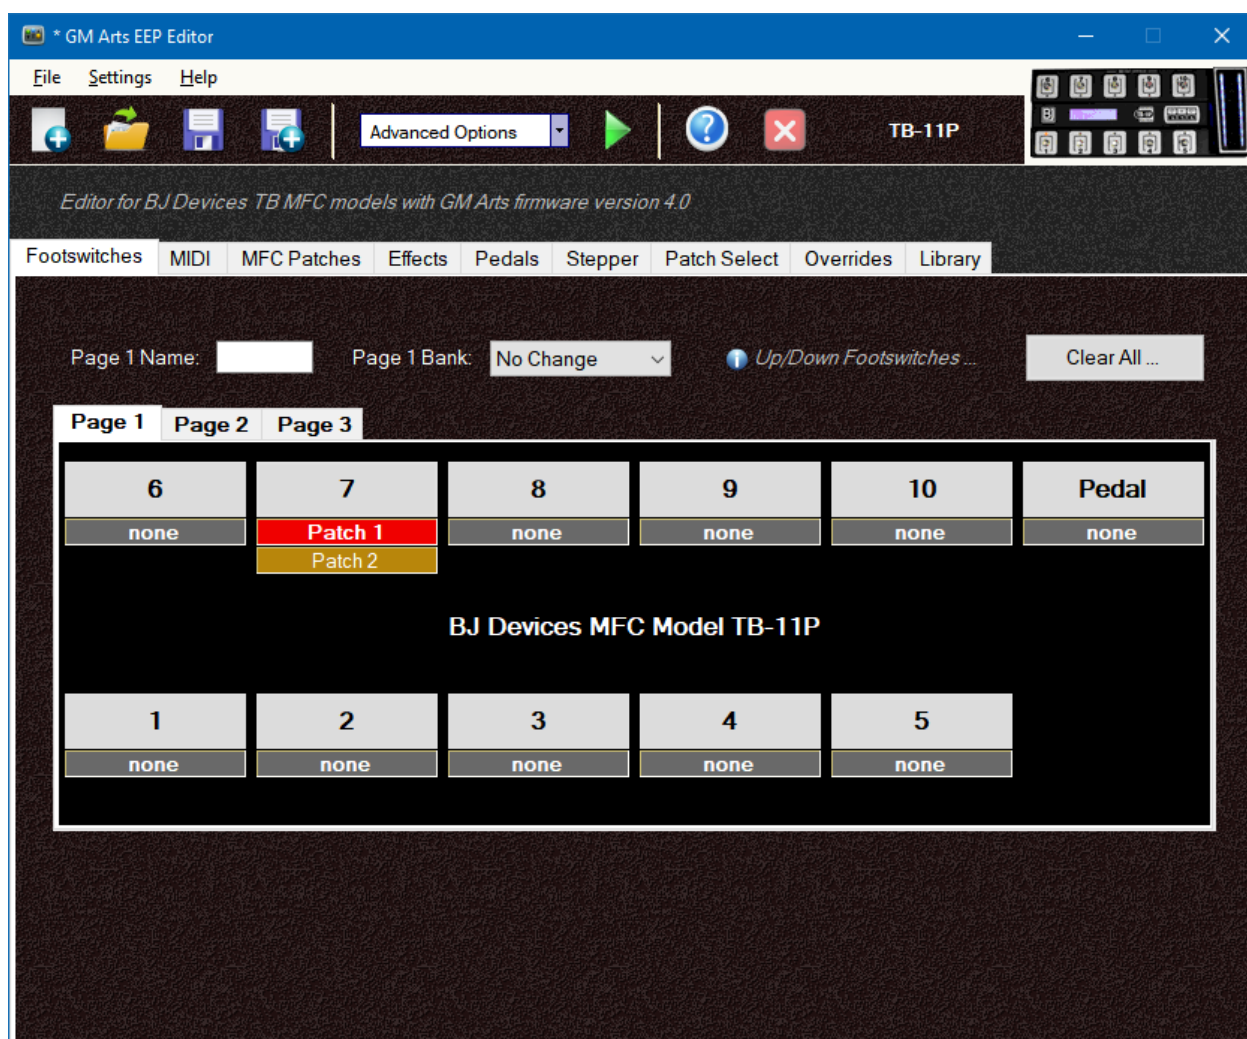 * GM Arts EEP Editor
File Settings Help
Advanced Options TB-11P
Editor for BJ Devices TB MFC models with GM Arts firmware version 4.0
Footswitches MIDI MFC Patches Effects Pedals Stepper Patch Select Overrides Library
Page 1 Name: Page 1 Bank: No Change Up/Down Footswitches ... Clear All ...
Page 1 Page 2 Page 3
6 7 8 9 10 Pedal
none Patch 1 none none none none
Patch 2
BJ Devices MFC Model TB-11P
1 2 3 4 5
none none none none none